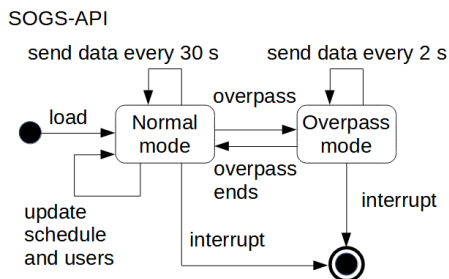 SOGS-API
send data every 30 s
send data every 2 s
load
Normal
mode
overpass
Overpass
mode
overpass
ends
update
schedule
and users
interrupt
interrupt